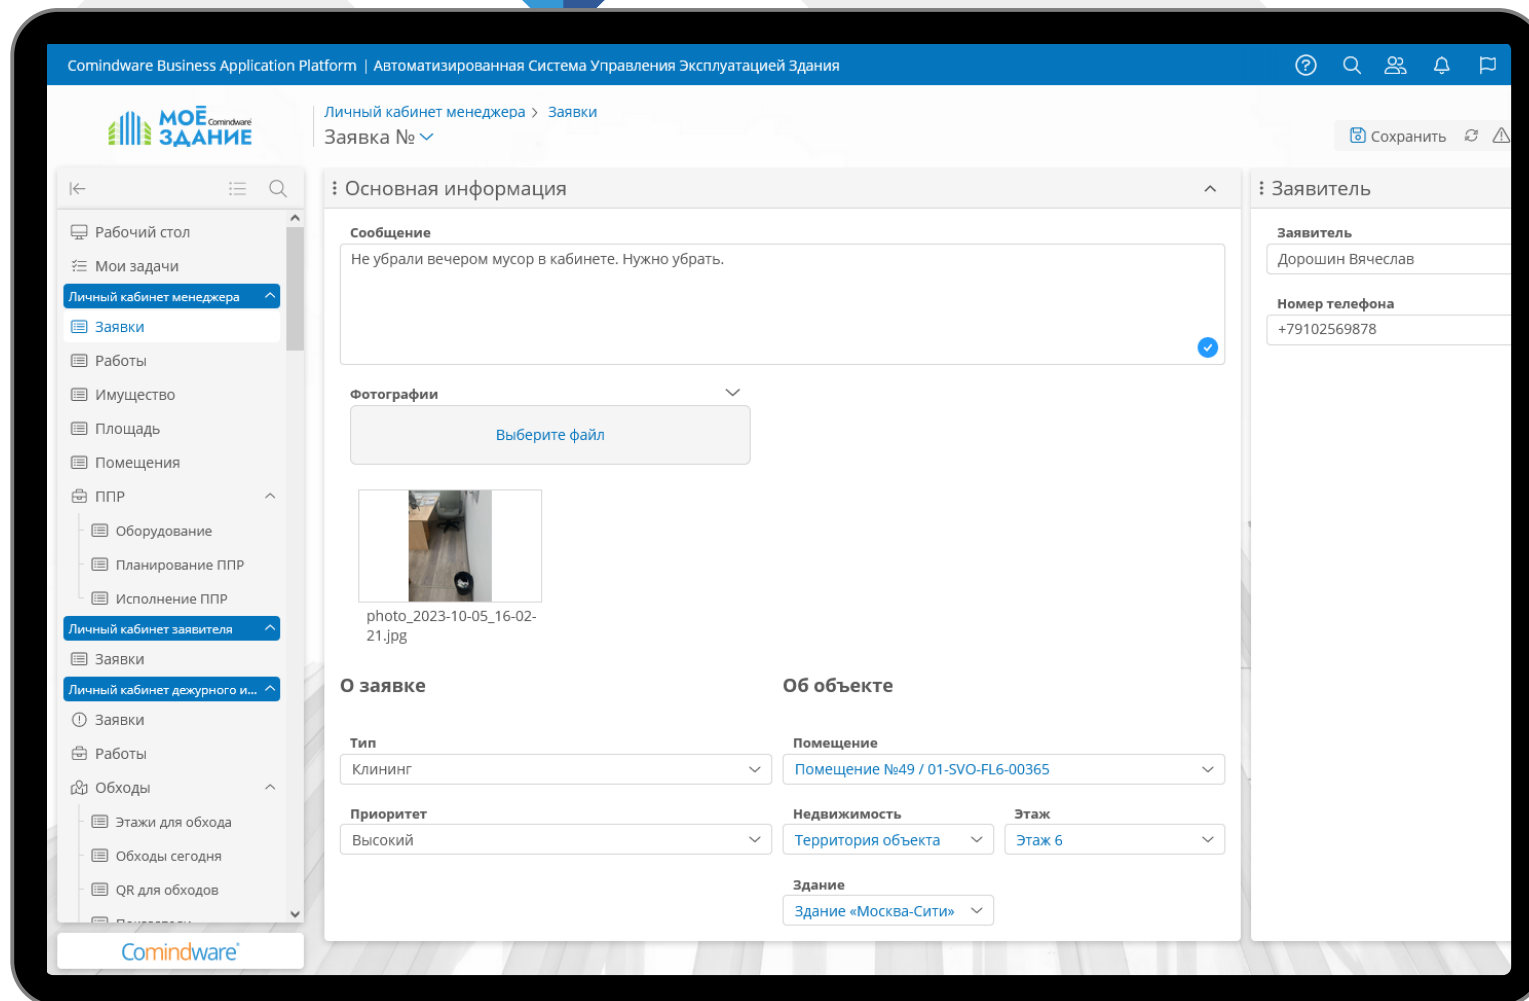 Comindware Business Application Platform | Автоматизированная Система Управления Эксплуатацией Здания
МОЁ Comindware
ЗДАНИЕ
Личный кабинет менеджера > Заявки
Заявка №
Сохранить
Рабочий стол
Мои задачи
Личный кабинет менеджера
Заявки
Работы
Имущество
Площадь
Помещения
ППР
Оборудование
Планирование ППР
Исполнение ППР
Личный кабинет заявителя
Заявки
Личный кабинет дежурного и...
Заявки
Работы
Обходы
Этажи для обхода
Обходы сегодня
QR для обходов
Comindware
Основная информация
Сообщение
Не убрали вечером мусор в кабинете. Нужно убрать.
Фотографии
Выберите файл
photo_2023-10-05_16-02-
21.jpg
О заявке
Тип
Клининг
Приоритет
Высокий
Об объекте
Помещение
Помещение №49 / 01-SVO-FL6-00365
Недвижимость
Территория объекта
Этаж
Этаж 6
Здание
Здание «Москва-Сити»
Заявитель
Заявитель
Дорошин Вячеслав
Номер телефона
+79102569878